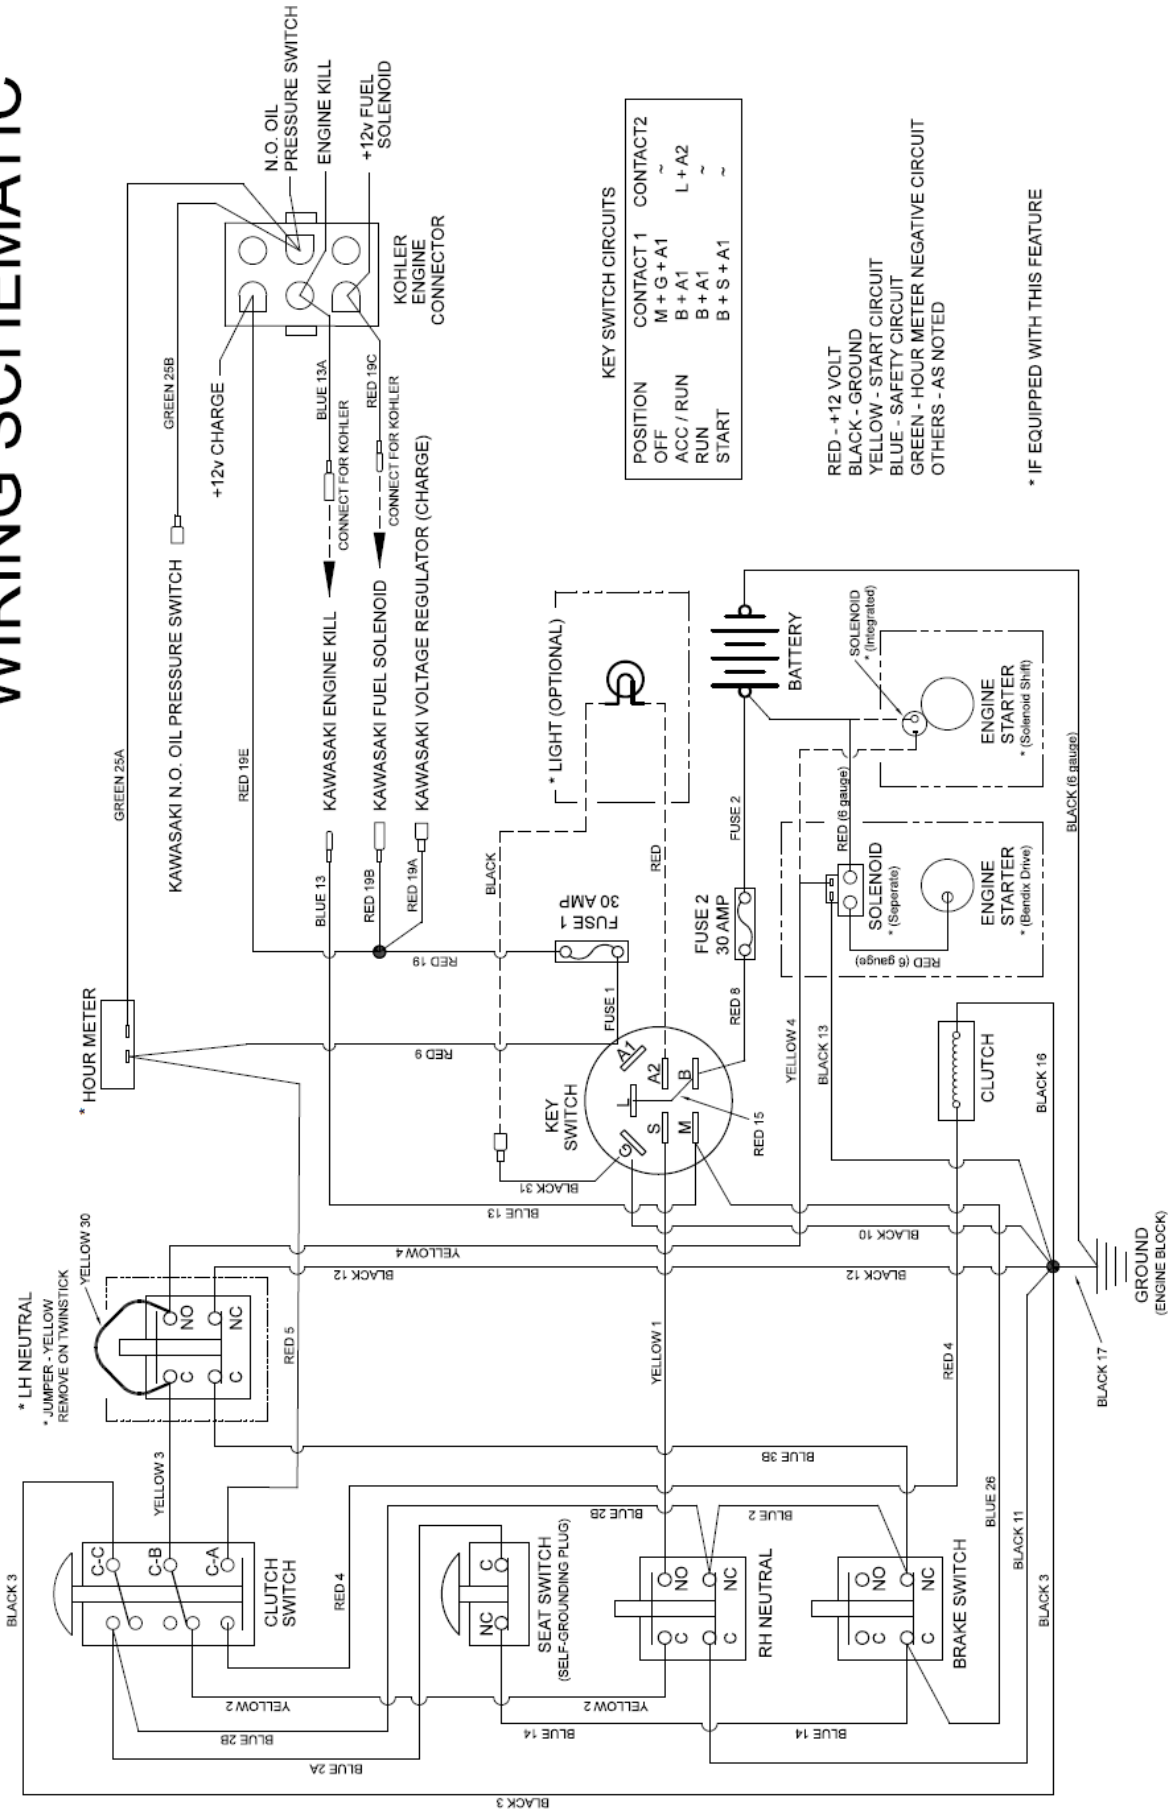 WIRING SCHEMATIC
BLACK 3
* LH NEUTRAL
* JUMPER - YELLOW
REMOVE ON TWINSTICK
YELLOW 30
C
NO
C
NC
* HOUR METER
GREEN 25A
KAWASAKI N.O. OIL PRESSURE SWITCH
GREEN 25B
+12v CHARGE
N.O. OIL
PRESSURE SWITCH
ENGINE KILL
+12v FUEL
SOLENOID
KOHLER
ENGINE
CONNECTOR
RED 19E
BLUE 13
KAWASAKI ENGINE KILL
CONNECT FOR KOHLER
BLUE 13A
RED 19B
KAWASAKI FUEL SOLENOID
CONNECT FOR KOHLER
RED 19C
RED 19A
KAWASAKI VOLTAGE REGULATOR (CHARGE)
RED 19
RED 9
FUSE 1
30 AMP
FUSE 1
C-C
C-B
C-A
CLUTCH
SWITCH
YELLOW 3
RED 5
RED 4
YELLOW 4
BLACK 12
BLACK 12
BLUE 13
BLACK 31
BLACK
RED
* LIGHT (OPTIONAL)
KEY
SWITCH
G
L
A1
S
A2
M
B
RED 15
RED 8
FUSE 2
30 AMP
FUSE 2
BATTERY
KEY SWITCH CIRCUITS
POSITION CONTACT 1 CONTACT2
OFF M + G + A1 ~
ACC / RUN B + A1 L + A2
RUN B + A1 ~
START B + S + A1 ~
YELLOW 2
BLUE 2B
BLUE 2A
BLUE 14
YELLOW 2
BLUE 14
NC
C
SEAT SWITCH
(SELF-GROUNDING PLUG)
BLUE 2B
BLUE 2
BLUE 3B
YELLOW 1
BLACK 10
C
NO
C
NC
RH NEUTRAL
C
NO
C
NC
BRAKE SWITCH
YELLOW 4
BLACK 13
RED (6 gauge)
SOLENOID
* (Seperate)
RED (6 gauge)
ENGINE
STARTER
* (Bendix Drive)
SOLENOID
* (Integrated)
ENGINE
STARTER
* (Solenoid Shift)
RED - +12 VOLT
BLACK - GROUND
YELLOW - START CIRCUIT
BLUE - SAFETY CIRCUIT
GREEN - HOUR METER NEGATIVE CIRCUIT
OTHERS - AS NOTED
RED 4
CLUTCH
BLUE 26
BLACK 11
BLACK 3
BLACK 16
BLACK (6 gauge)
* IF EQUIPPED WITH THIS FEATURE
BLACK 17
GROUND
(ENGINE BLOCK)
BLACK 3